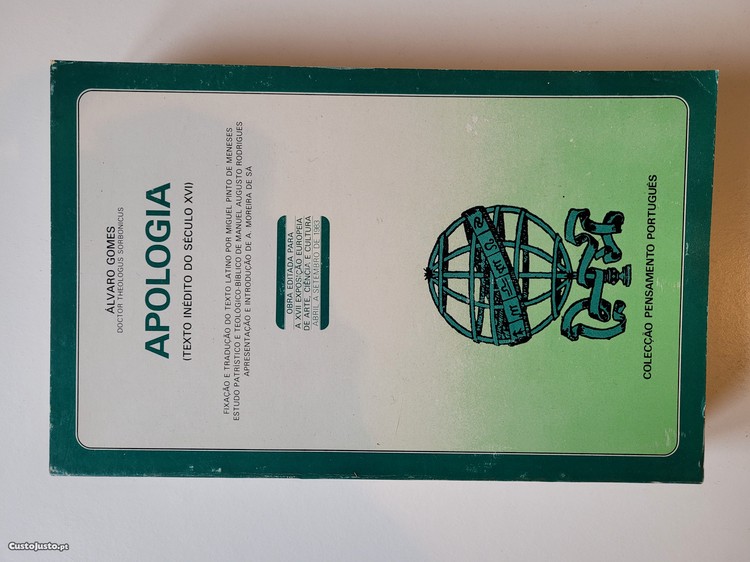 ÁLVARO GOMES
DOCTOR THEOLOGUS SORBONICUS
APOLOGIA
(TEXTO INÉDITO DO SÉCULO XVI)
FIXAÇÃO E TRADUÇÃO DO TEXTO LATINO POR MIGUEL PINTO DE MENESES
ESTUDO PATRÍSTICO E TEOLÓGICO-BÍBLICO DE MANUEL AUGUSTO RODRIGUES
APRESENTAÇÃO E INTRODUÇÃO DE A. MOREIRA DE SÁ
OBRA EDITADA PARA
A XVII EXPOSIÇÃO EUROPEIA
DE ARTE, CIÊNCIA E CULTURA
ABRIL A SETEMBRO DE 1983
COLECÇÃO PENSAMENTO PORTUGUÊS
CustoJusto.pt